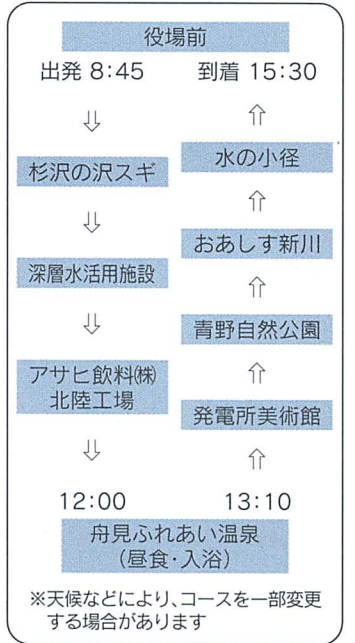 役場前
出発 8:45
⇓
杉沢の沢スギ
⇓
深層水活用施設
⇓
アサヒ飲料㈱
北陸工場
⇓
12:00
舟見ふれあい温泉
(昼食・入浴)
13:10
⇑
発電所美術館
⇑
青野自然公園
⇑
おあしす新川
⇑
水の小径
⇑
到着 15:30
※天候などにより、コースを一部変更
する場合があります